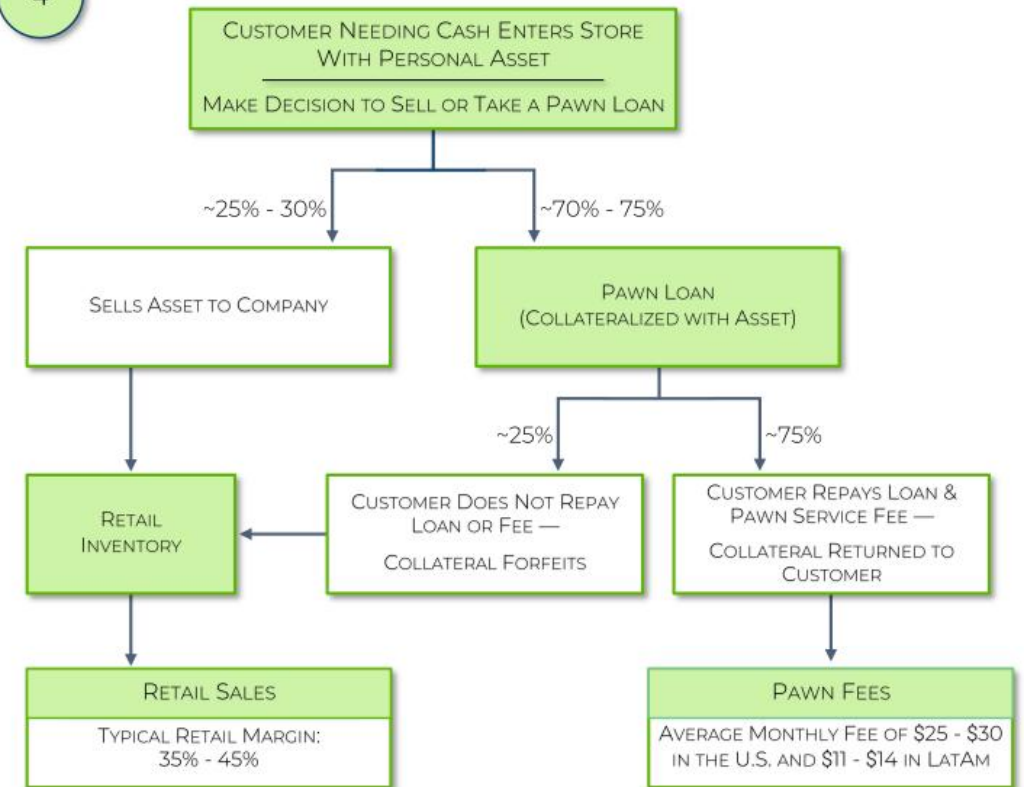 4
CUSTOMER NEEDING CASH ENTERS STORE
WITH PERSONAL ASSET
MAKE DECISION TO SELL OR TAKE A PAWN LOAN
~25% - 30%
~70% - 75%
SELLS ASSET TO COMPANY
PAWN LOAN
(COLLATERALIZED WITH ASSET)
~25%
~75%
RETAIL
INVENTORY
CUSTOMER DOES NOT REPAY
LOAN OR FEE —
COLLATERAL FORFEITS
CUSTOMER REPAYS LOAN &
PAWN SERVICE FEE —
COLLATERAL RETURNED TO
CUSTOMER
RETAIL SALES
TYPICAL RETAIL MARGIN:
35% - 45%
PAWN FEES
AVERAGE MONTHLY FEE OF $25 - $30
IN THE U.S. AND $11 - $14 IN LATAM